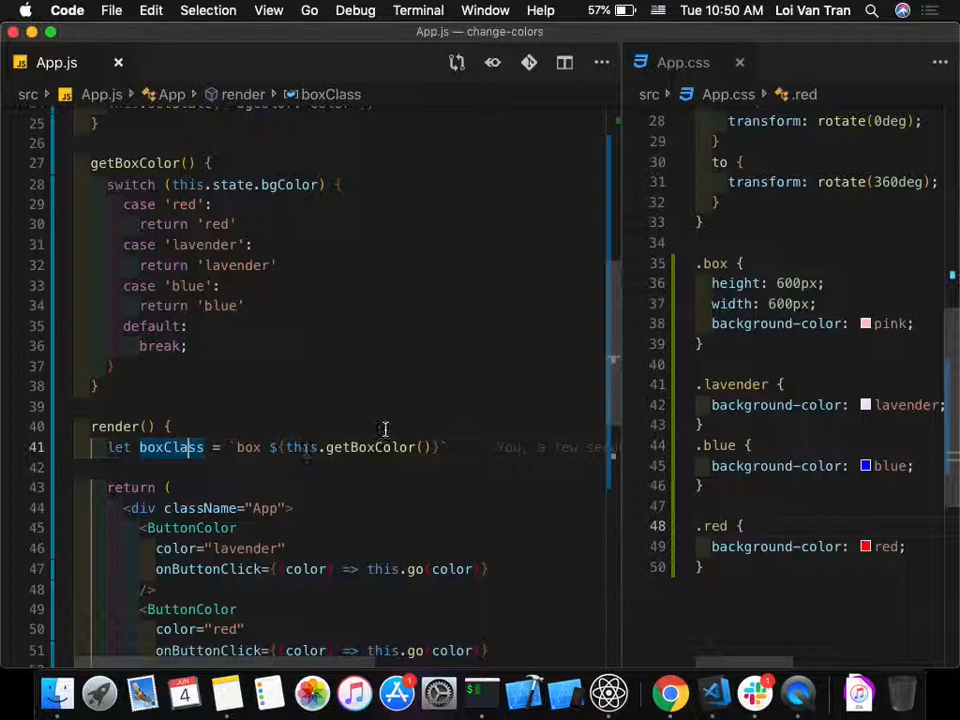 Code File Edit Selection View Go Debug Terminal Window Help 57% Tue 10:50 AM Loi Van Tran
App.js — change-colors
JS App.js
src App.js App render boxClass
25 }
26
27 getBoxColor() {
28 switch (this.state.bgColor) {
29 case 'red':
30 return 'red'
31 case 'lavender':
32 return 'lavender'
33 case 'blue':
34 return 'blue'
35 default:
36 break;
37 }
38 }
39
40 render() {
41 let boxClass = `box ${this.getBoxColor()}` You, a few seco
42
43 return (
44 <div className="App">
45 <ButtonColor
46 color="lavender"
47 onButtonClick={(color) => this.go(color)}
48 />
49 <ButtonColor
50 color="red"
51 onButtonClick={(color) => this.go(color)}
App.css
src App.css .red
28 transform: rotate(0deg);
29 }
30 to {
31 transform: rotate(360deg);
32 }
33 }
34
35 .box {
36 height: 600px;
37 width: 600px;
38 background-color: pink;
39 }
40
41 .lavender {
42 background-color: lavender;
43 }
44 .blue {
45 background-color: blue;
46 }
47
48 .red {
49 background-color: red;
50 }